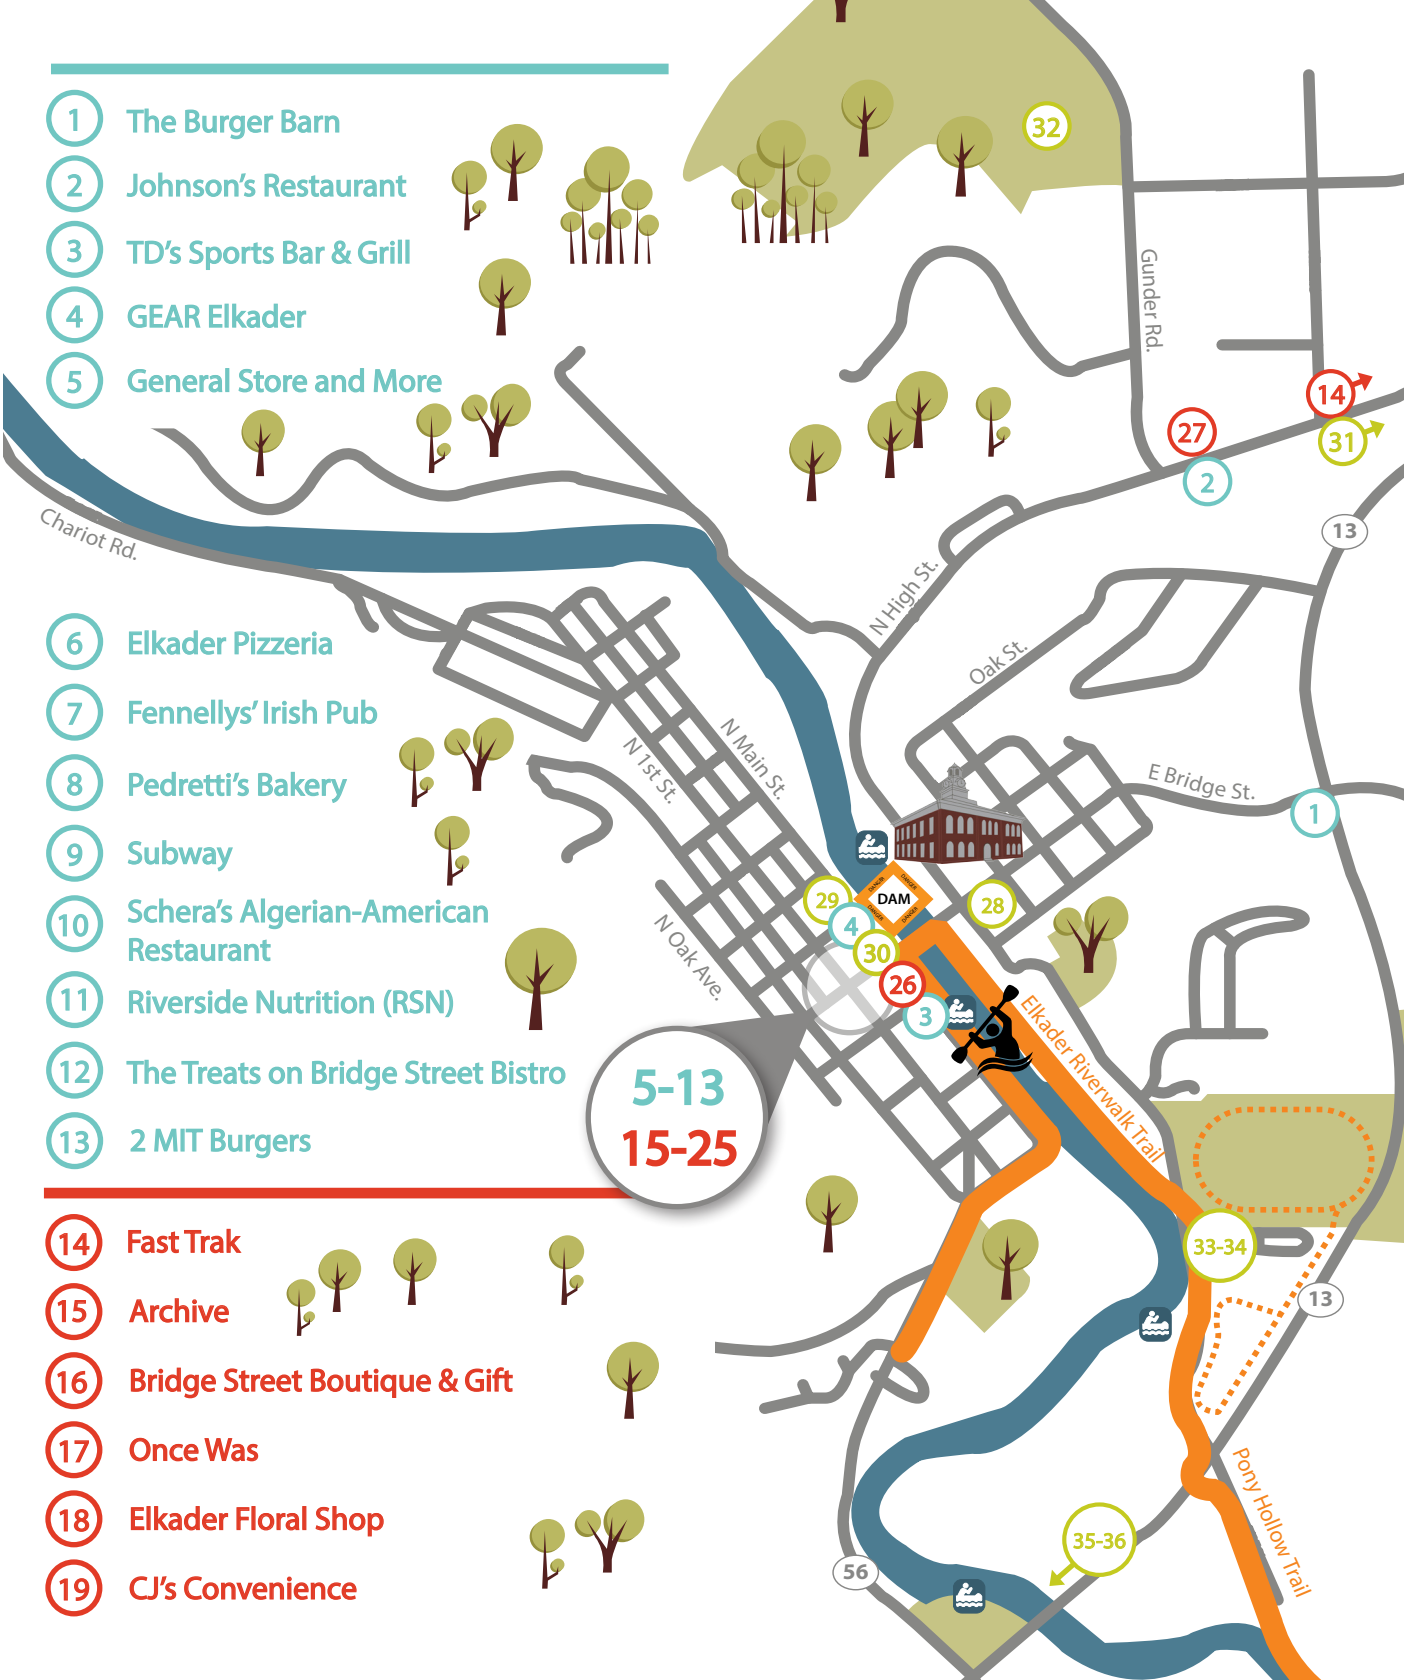 1 The Burger Barn
2 Johnson's Restaurant
3 TD's Sports Bar & Grill
4 GEAR Elkader
5 General Store and More
6 Elkader Pizzeria
7 Fennellys' Irish Pub
8 Pedretti's Bakery
9 Subway
10 Schera's Algerian-American
Restaurant
11 Riverside Nutrition (RSN)
12 The Treats on Bridge Street Bistro
13 2 MIT Burgers
14 Fast Trak
15 Archive
16 Bridge Street Boutique & Gift
17 Once Was
18 Elkader Floral Shop
19 CJ's Convenience
32
Gunder Rd.
14
31
27
2
13
Chariot Rd.
N High St.
Oak St.
N Main St.
N 1st St.
E Bridge St.
1
N Oak Ave.
DANGER
DANGER
DAM
DANGER
DANGER
29
28
4
30
26
3
Elkader Riverwalk Trail
5-13
15-25
33-34
13
Pony Hollow Trail
35-36
56